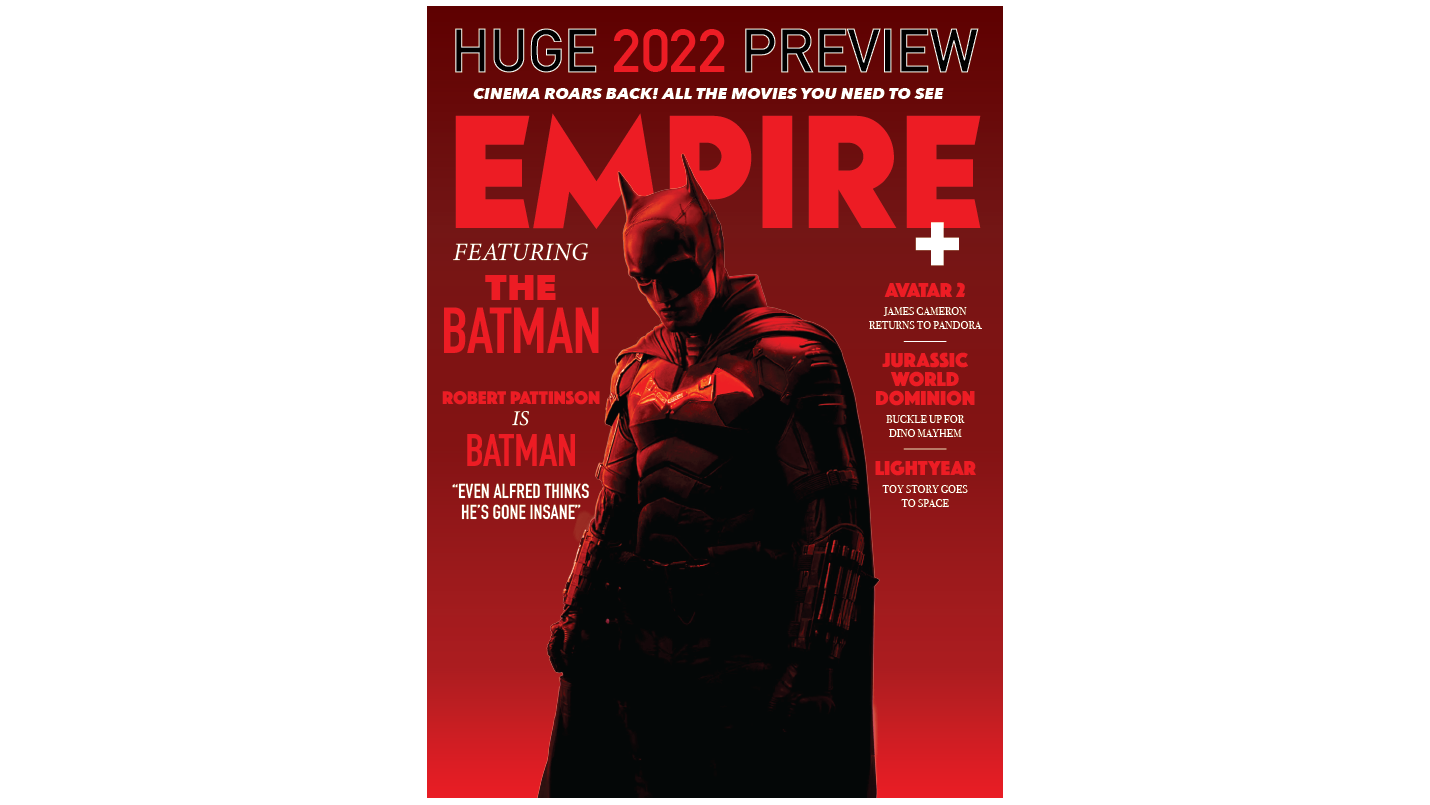 HUGE 2022 PREVIEW
CINEMA ROARS BACK! ALL THE MOVIES YOU NEED TO SEE
EMPIRE
FEATURING
THE
BATMAN
ROBERT PATTINSON
IS
BATMAN
“EVEN ALFRED THINKS
HE’S GONE INSANE”
+
AVATAR 2
JAMES CAMERON
RETURNS TO PANDORA
JURASSIC
WORLD
DOMINION
BUCKLE UP FOR
DINO MAYHEM
LIGHTYEAR
TOY STORY GOES
TO SPACE